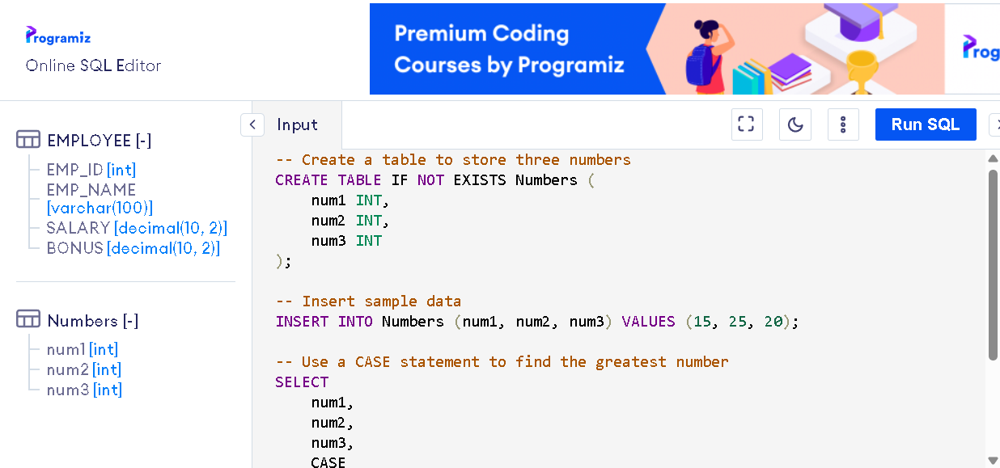 Programiz
Online SQL Editor
Premium Coding
Courses by Programiz
Prog
EMPLOYEE [-]
EMP_ID [int]
EMP_NAME
[varchar(100)]
SALARY [decimal(10, 2)]
BONUS [decimal(10, 2)]
Numbers [-]
num1 [int]
num2 [int]
num3 [int]
Input
Run SQL
-- Create a table to store three numbers
CREATE TABLE IF NOT EXISTS Numbers (
    num1 INT,
    num2 INT,
    num3 INT
);
-- Insert sample data
INSERT INTO Numbers (num1, num2, num3) VALUES (15, 25, 20);
-- Use a CASE statement to find the greatest number
SELECT
    num1,
    num2,
    num3,
    CASE